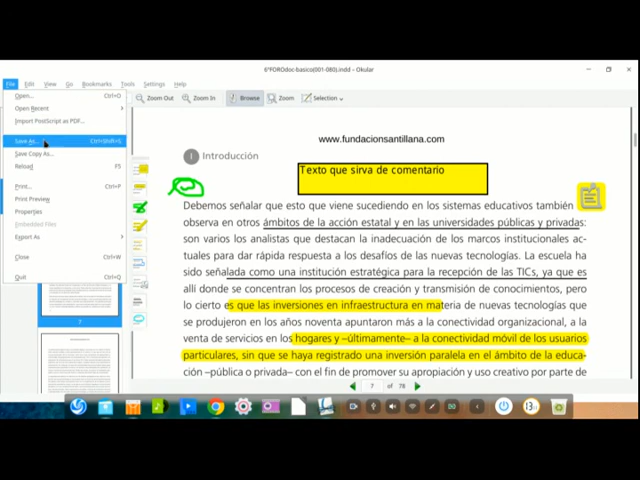 6°FOROdoc-basico(001-080).indd — Okular
File Edit View Go Bookmarks Tools Settings Help
Open... Ctrl+O
Open Recent
Import PostScript as PDF...
Save As... Ctrl+Shift+S
Save Copy As...
Reload F5
Print... Ctrl+P
Print Preview
Properties
Embedded Files
Export As
Close Ctrl+W
Quit Ctrl+Q
Zoom Out Zoom In Browse Zoom Selection
www.fundacionsantillana.com
I Introducción
Texto que sirva de comentario
Debemos señalar que esto que viene sucediendo en los sistemas educativos también
observa en otros ámbitos de la acción estatal y en las universidades públicas y privadas:
son varios los analistas que destacan la inadecuación de los marcos institucionales ac-
tuales para dar rápida respuesta a los desafíos de las nuevas tecnologías. La escuela ha
sido señalada como una institución estratégica para la recepción de las TICs, ya que es
allí donde se concentran los procesos de creación y transmisión de conocimientos, pero
lo cierto es que las inversiones en infraestructura en materia de nuevas tecnologías que
se produjeron en los años noventa apuntaron más a la conectividad organizacional, a la
venta de servicios en los hogares y –últimamente– a la conectividad móvil de los usuarios
particulares, sin que se haya registrado una inversión paralela en el ámbito de la educa-
ción –pública o privada– con el fin de promover su apropiación y uso creativo por parte de
7
7 of 78